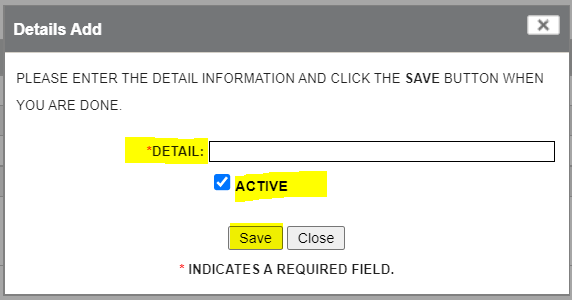 Details Add
PLEASE ENTER THE DETAIL INFORMATION AND CLICK THE SAVE BUTTON WHEN
YOU ARE DONE.
*DETAIL:
ACTIVE
Save Close
* INDICATES A REQUIRED FIELD.